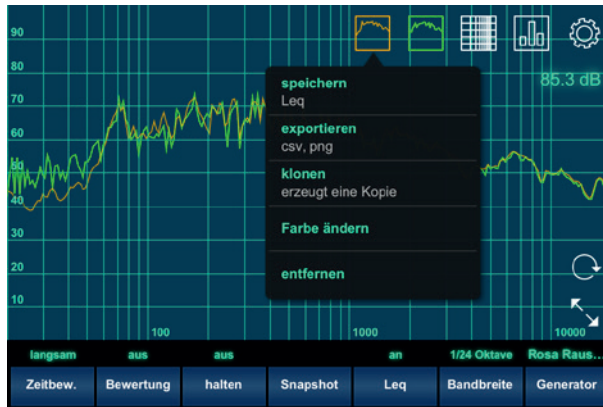 90
80
85.3 dB
70
60
50
40
30
20
10
speichern
Leq
exportieren
csv, png
klonen
erzeugt eine Kopie
Farbe ändern
entfernen
100
1000
10000
langsam
aus
aus
an
1/24 Oktave
Rosa Raus...
Zeitbew.
Bewertung
halten
Snapshot
Leq
Bandbreite
Generator